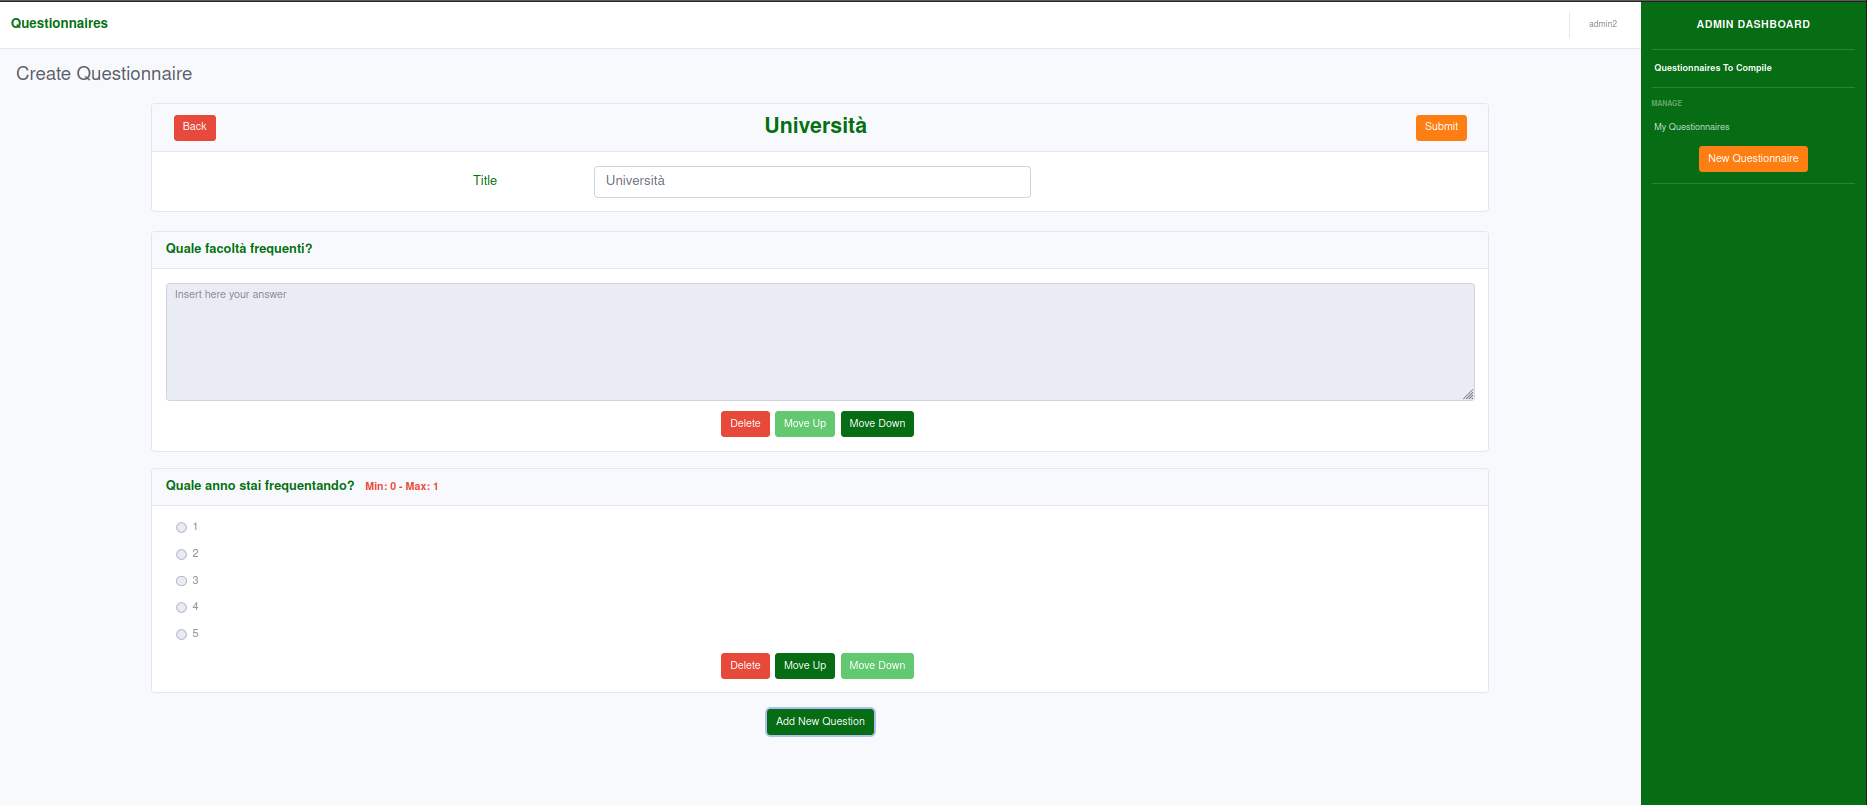 Questionnaires
admin2
Create Questionnaire
Back
Università
Submit
Title
Università
Quale facoltà frequenti?
Insert here your answer
Delete Move Up Move Down
Quale anno stai frequentando? Min: 0 - Max: 1
1
2
3
4
5
Delete Move Up Move Down
Add New Question
ADMIN DASHBOARD
Questionnaires To Compile
MANAGE
My Questionnaires
New Questionnaire